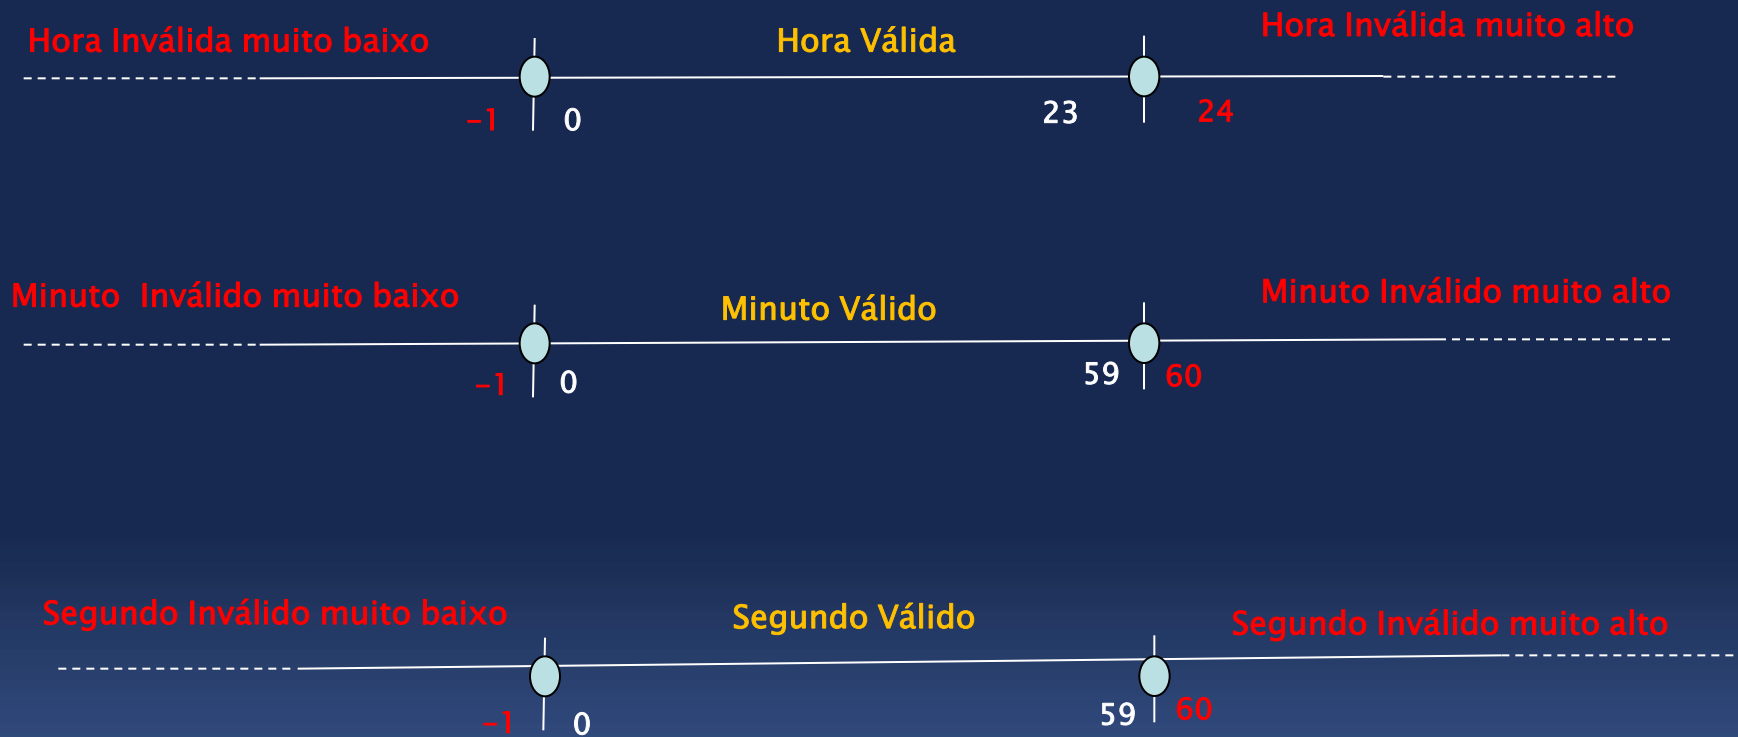 Hora Inválida muito baixo
Hora Válida
Hora Inválida muito alto
-1
0
23
24
Minuto  Inválido muito baixo
Minuto Válido
Minuto Inválido muito alto
-1
0
59
60
Segundo Inválido muito baixo
Segundo Válido
Segundo Inválido muito alto
-1
0
59
60